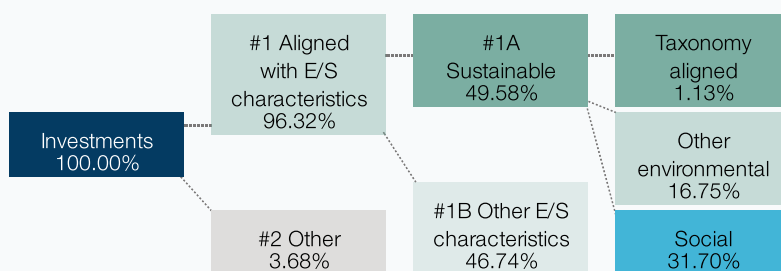 Investments
100.00%
#1 Aligned
with E/S
characteristics
96.32%
#2 Other
3.68%
#1A
Sustainable
49.58%
#1B Other E/S
characteristics
46.74%
Taxonomy
aligned
1.13%
Other
environmental
16.75%
Social
31.70%